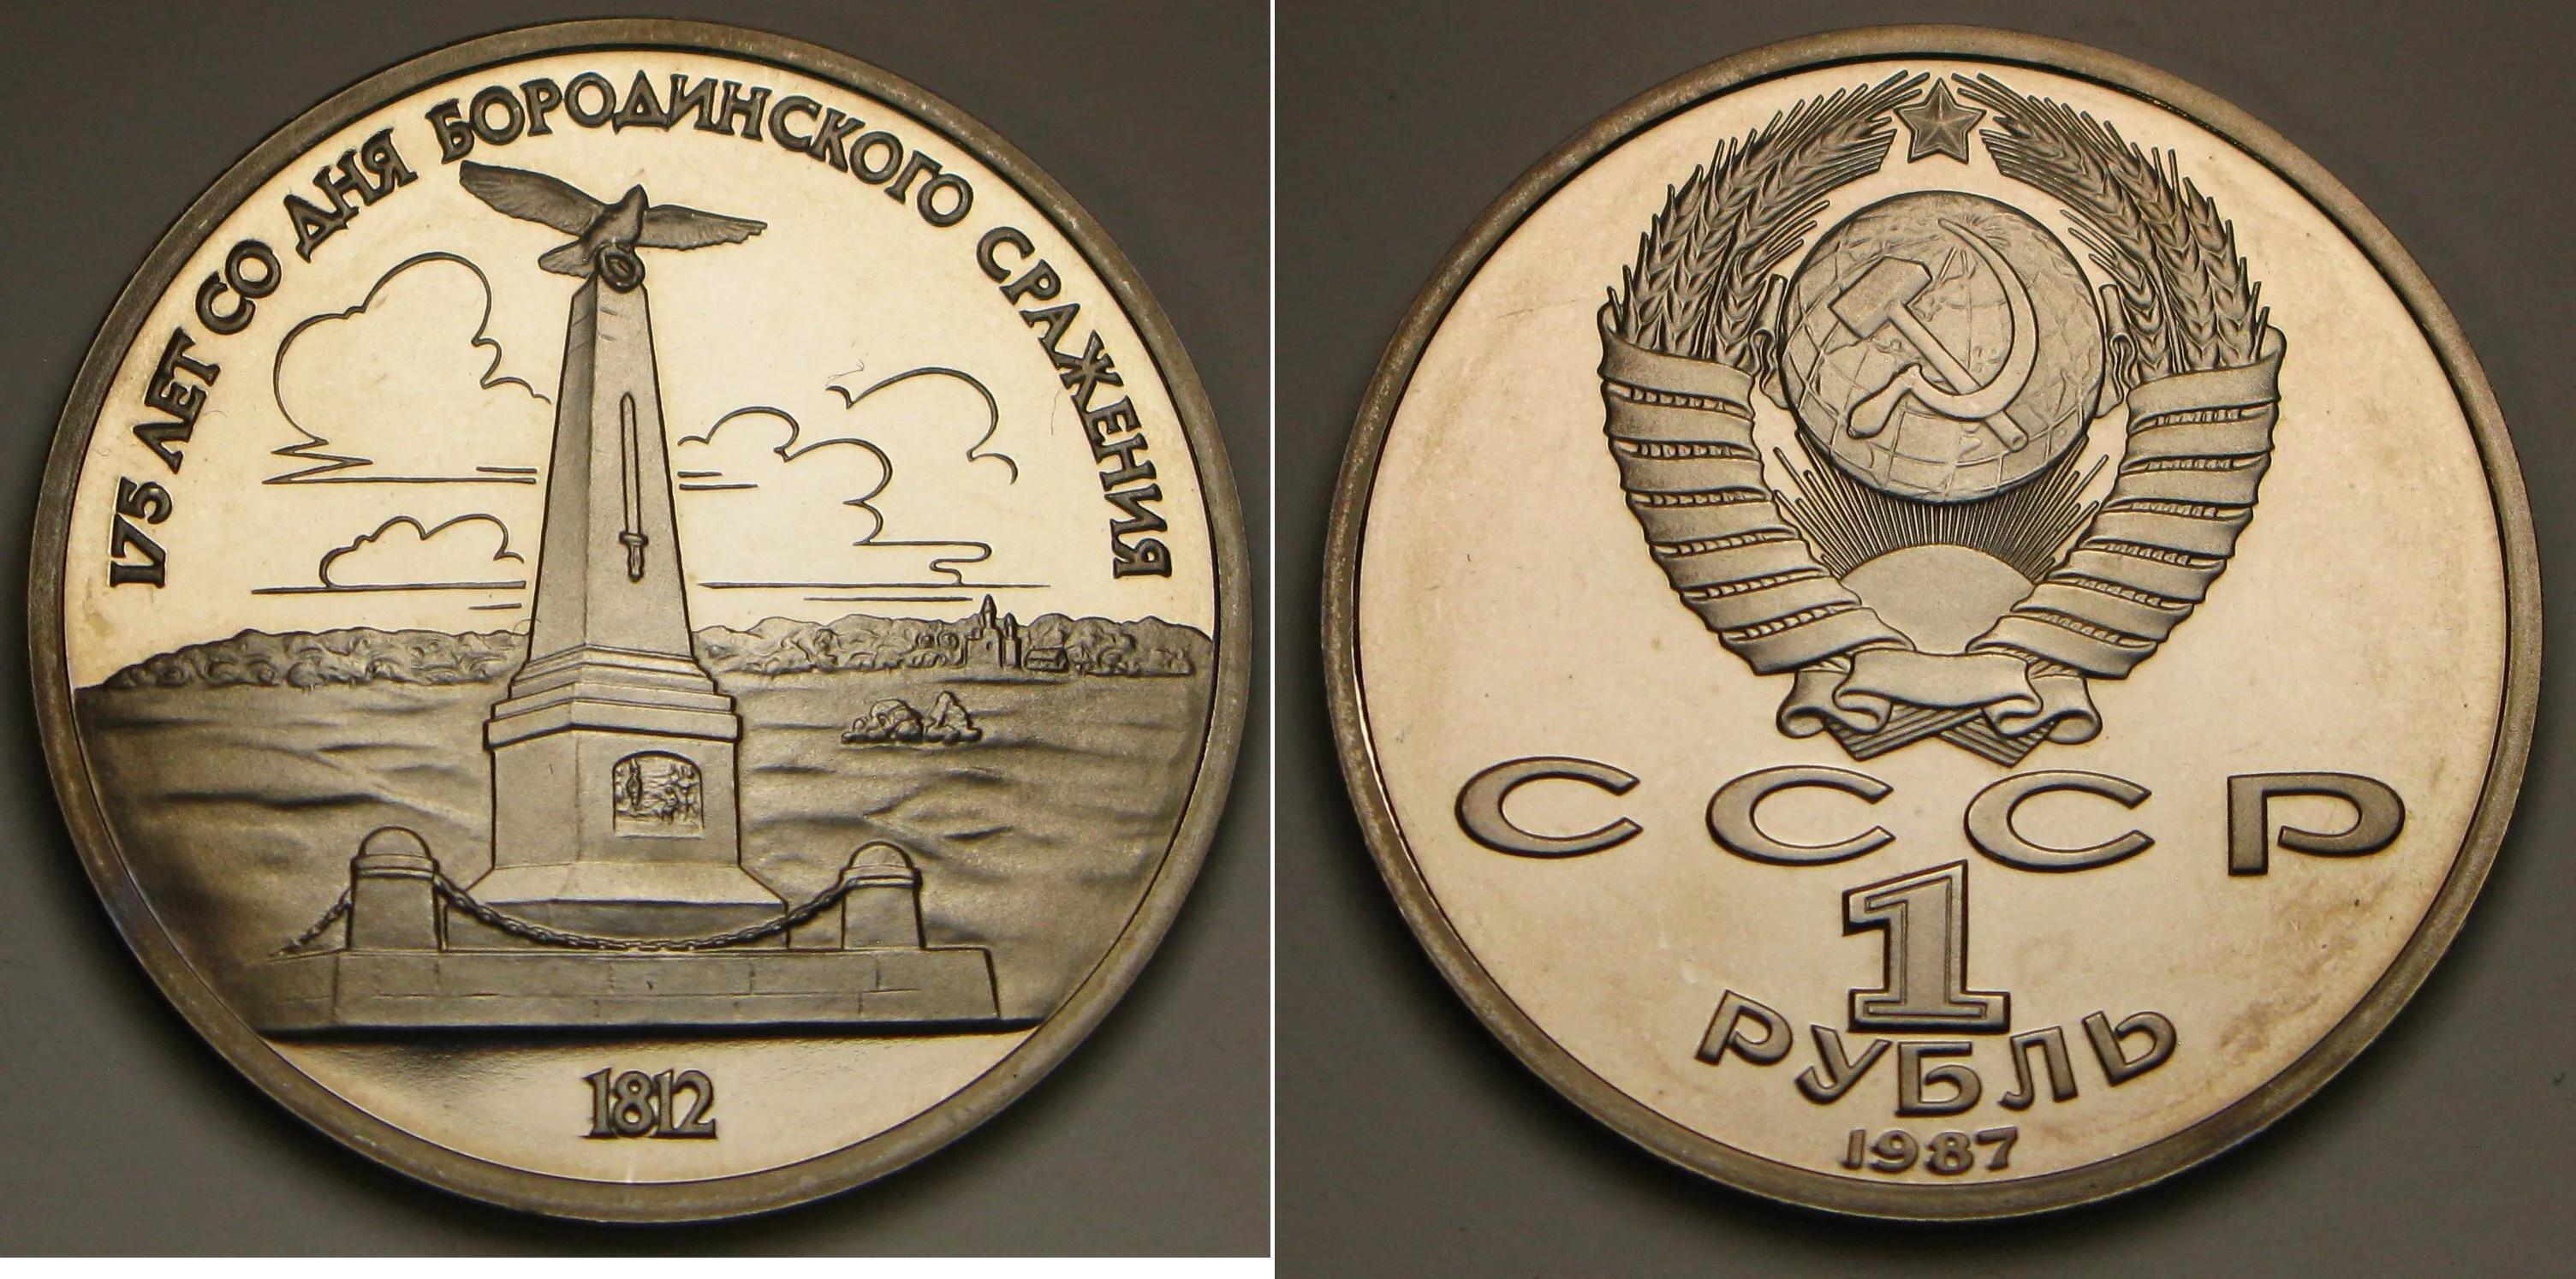 175 ЛЕТ СО ДНЯ БОРОДИНСКОГО СРАЖЕНИЯ
1812
СССР
1
РУБЛЬ
1987